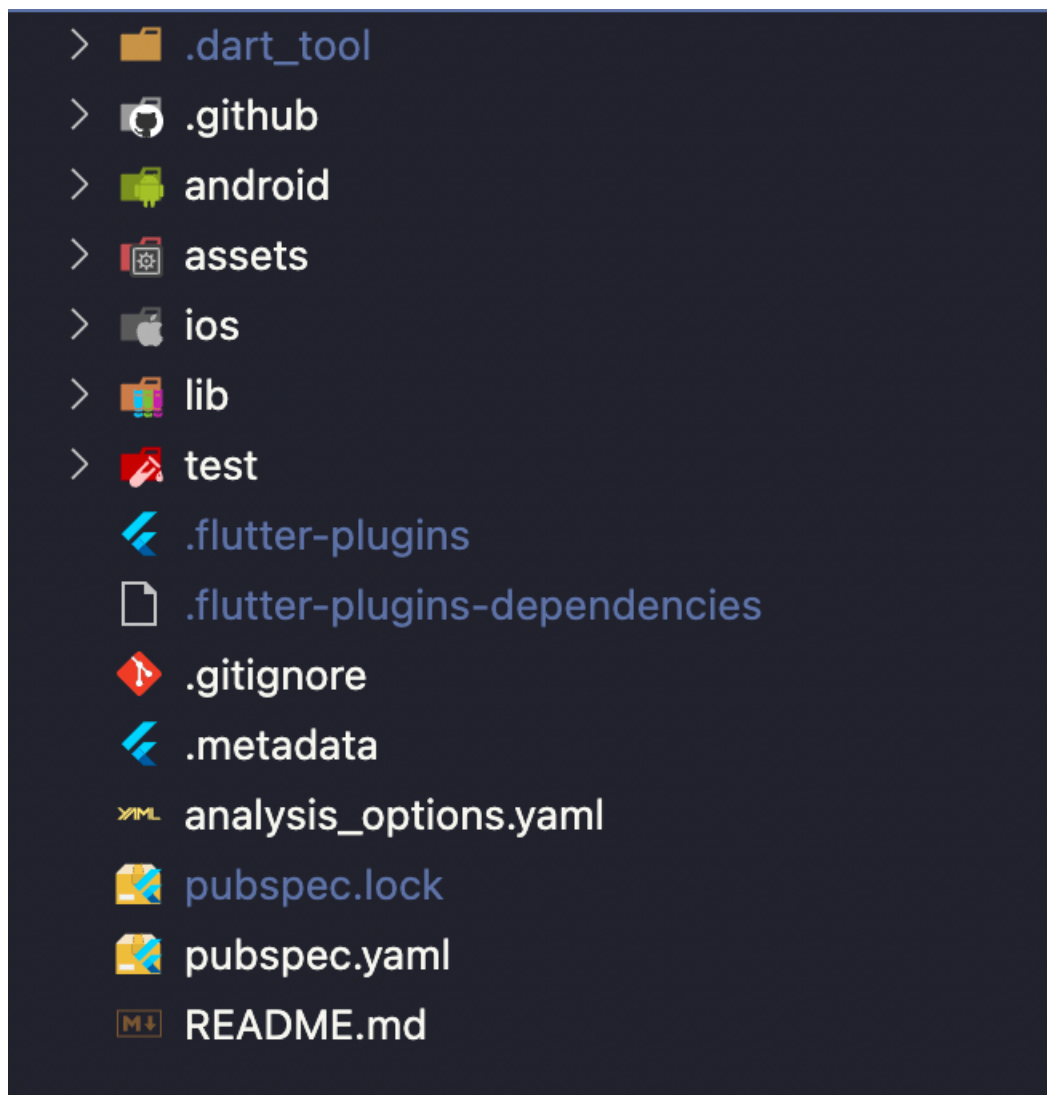 .dart_tool
.github
android
assets
ios
lib
test
.flutter-plugins
.flutter-plugins-dependencies
.gitignore
.metadata
YAML analysis_options.yaml
pubspec.lock
pubspec.yaml
M README.md